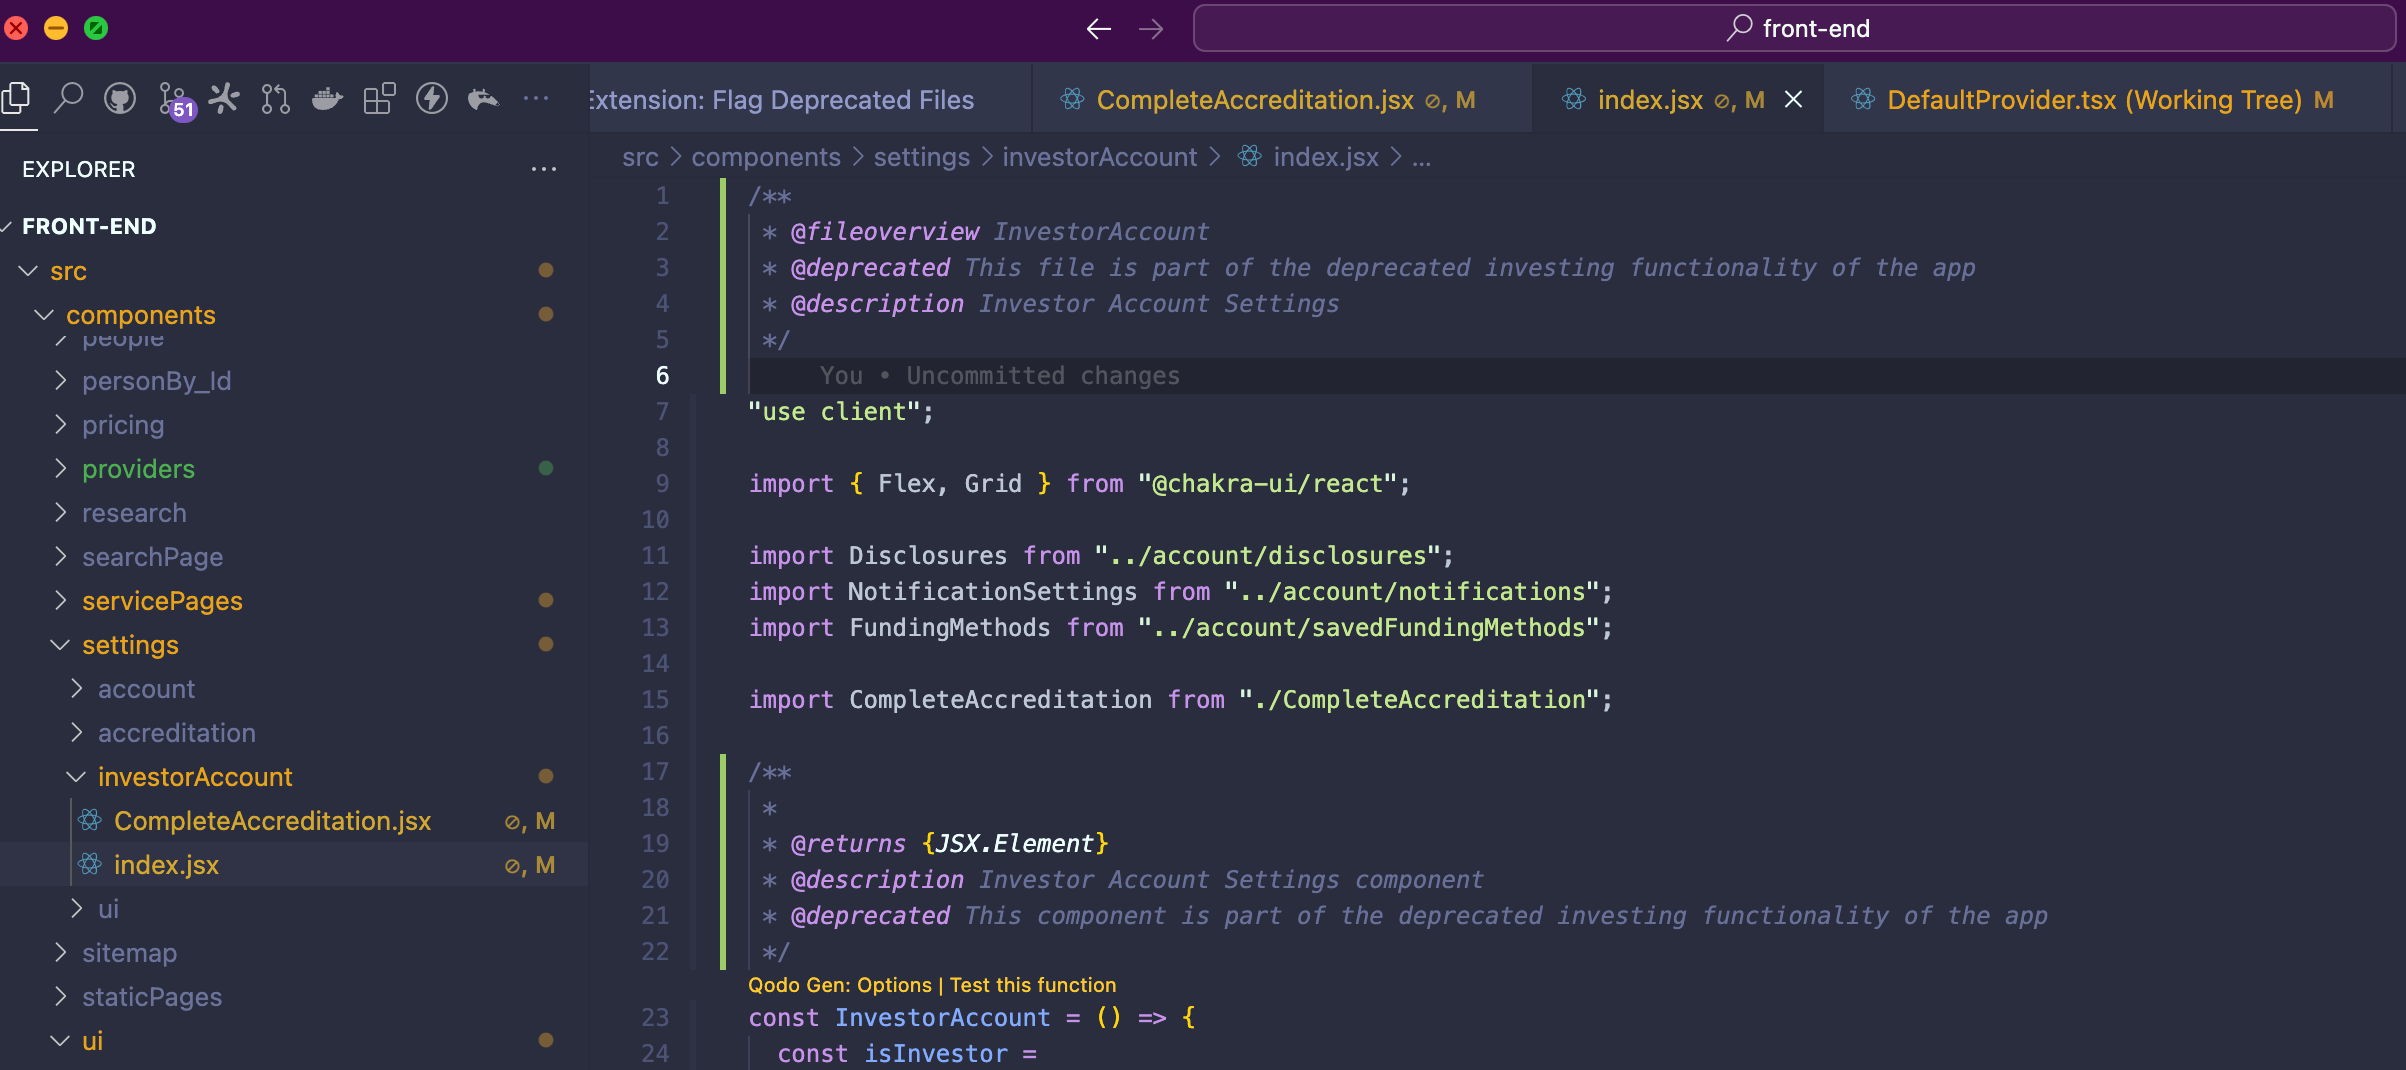 front-end
51
Extension: Flag Deprecated Files
CompleteAccreditation.jsx ⊘, M
index.jsx ⊘, M
DefaultProvider.tsx (Working Tree) M
EXPLORER
FRONT-END
src
components
people
personBy_Id
pricing
providers
research
searchPage
servicePages
settings
account
accreditation
investorAccount
CompleteAccreditation.jsx ⊘, M
index.jsx ⊘, M
ui
sitemap
staticPages
ui
src > components > settings > investorAccount > index.jsx > ...
1 /**
2  * @fileoverview InvestorAccount
3  * @deprecated This file is part of the deprecated investing functionality of the app
4  * @description Investor Account Settings
5  */
6 You • Uncommitted changes
7 "use client";
8
9 import { Flex, Grid } from "@chakra-ui/react";
10
11 import Disclosures from "../account/disclosures";
12 import NotificationSettings from "../account/notifications";
13 import FundingMethods from "../account/savedFundingMethods";
14
15 import CompleteAccreditation from "./CompleteAccreditation";
16
17 /**
18  *
19  * @returns {JSX.Element}
20  * @description Investor Account Settings component
21  * @deprecated This component is part of the deprecated investing functionality of the app
22  */
Qodo Gen: Options | Test this function
23 const InvestorAccount = () => {
24   const isInvestor =